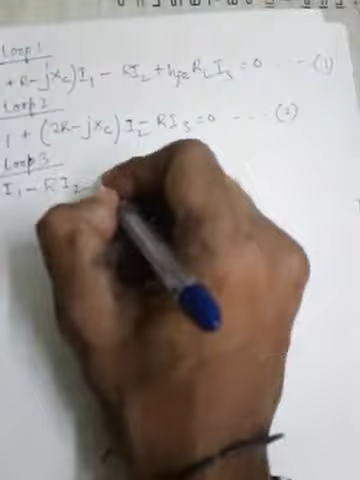 Loop 1
+ R - jXc) I₁ - RI₂ + hfe RL I₃ = 0 --- (1)
Loop 2
1 + (2R - jXc) I₂ - RI₃ = 0 --- (2)
Loop 3
I₁ - RI₂